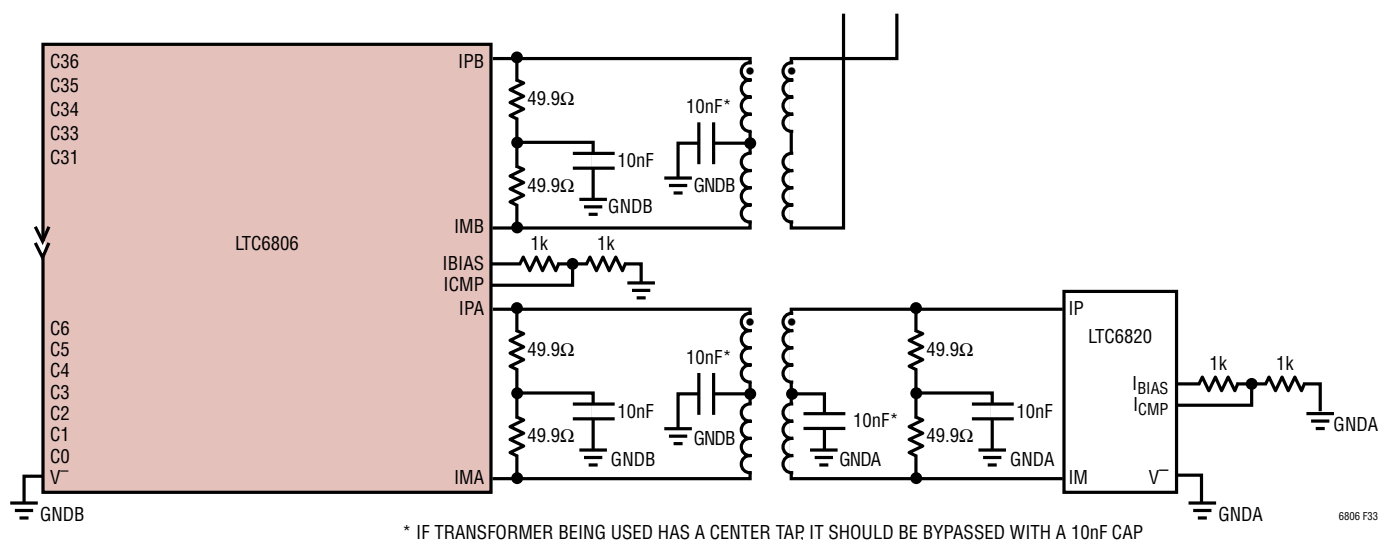 C36
C35
C34
C33
C31
LTC6806
C6
C5
C4
C3
C2
C1
C0
V–
GNDB
IPB
IMB
IBIAS
ICMP
IPA
IMA
49.9Ω
49.9Ω
10nF
GNDB
10nF*
GNDB
1k
1k
49.9Ω
49.9Ω
10nF
GNDB
10nF*
GNDB
10nF*
GNDA
49.9Ω
49.9Ω
10nF
GNDA
IP
LTC6820
IBIAS
ICMP
IM
V–
1k
1k
GNDA
GNDA
* IF TRANSFORMER BEING USED HAS A CENTER TAP, IT SHOULD BE BYPASSED WITH A 10nF CAP
6806 F33